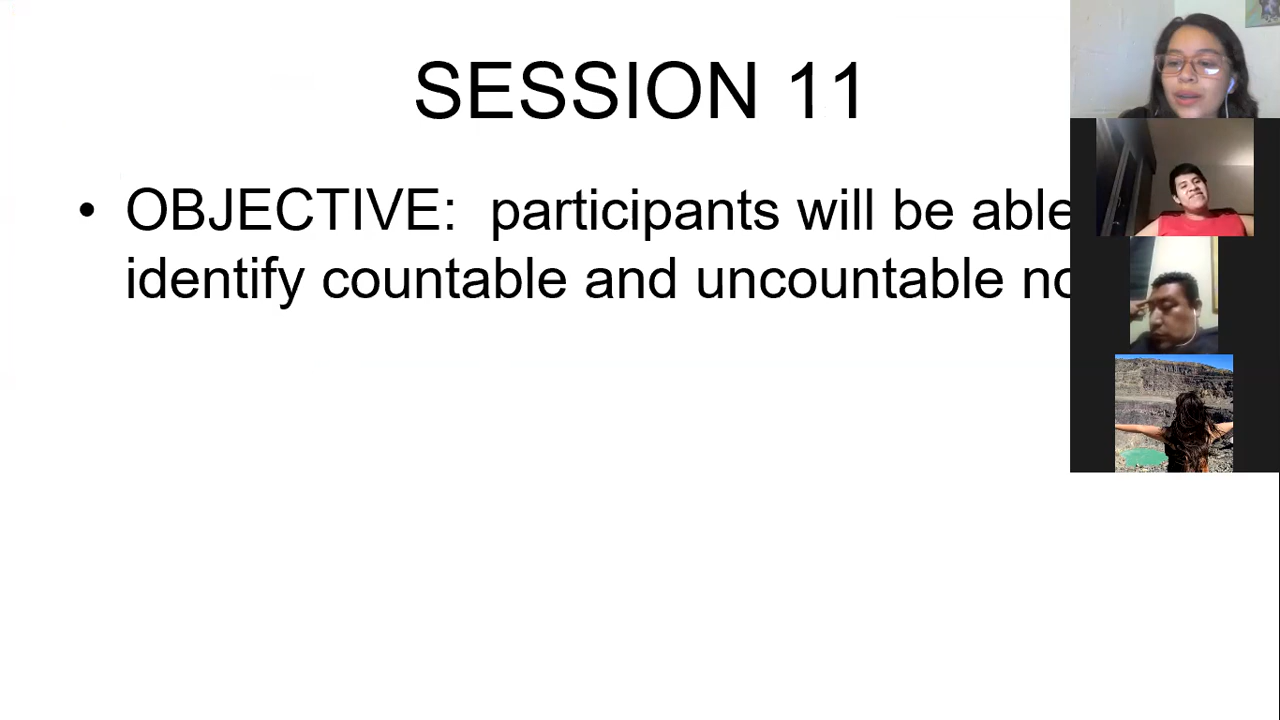 SESSION 11
• OBJECTIVE: participants will be able
identify countable and uncountable